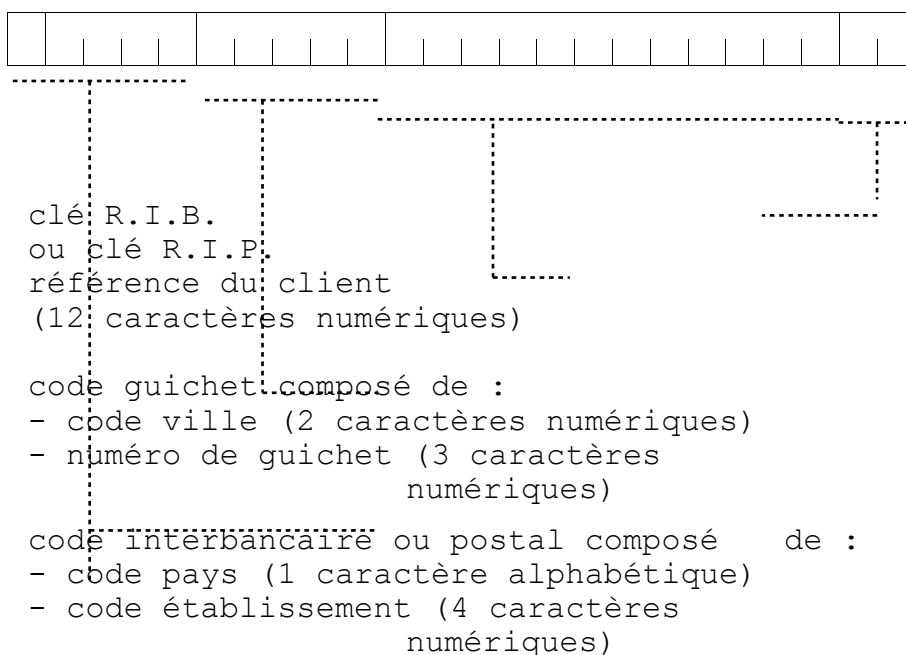 clé R.I.B.
ou clé R.I.P.
référence du client
(12 caractères numériques)
code guichet composé de :
- code ville (2 caractères numériques)
- numéro de guichet (3 caractères
numériques)
code interbancaire ou postal composé de :
- code pays (1 caractère alphabétique)
- code établissement (4 caractères
numériques)